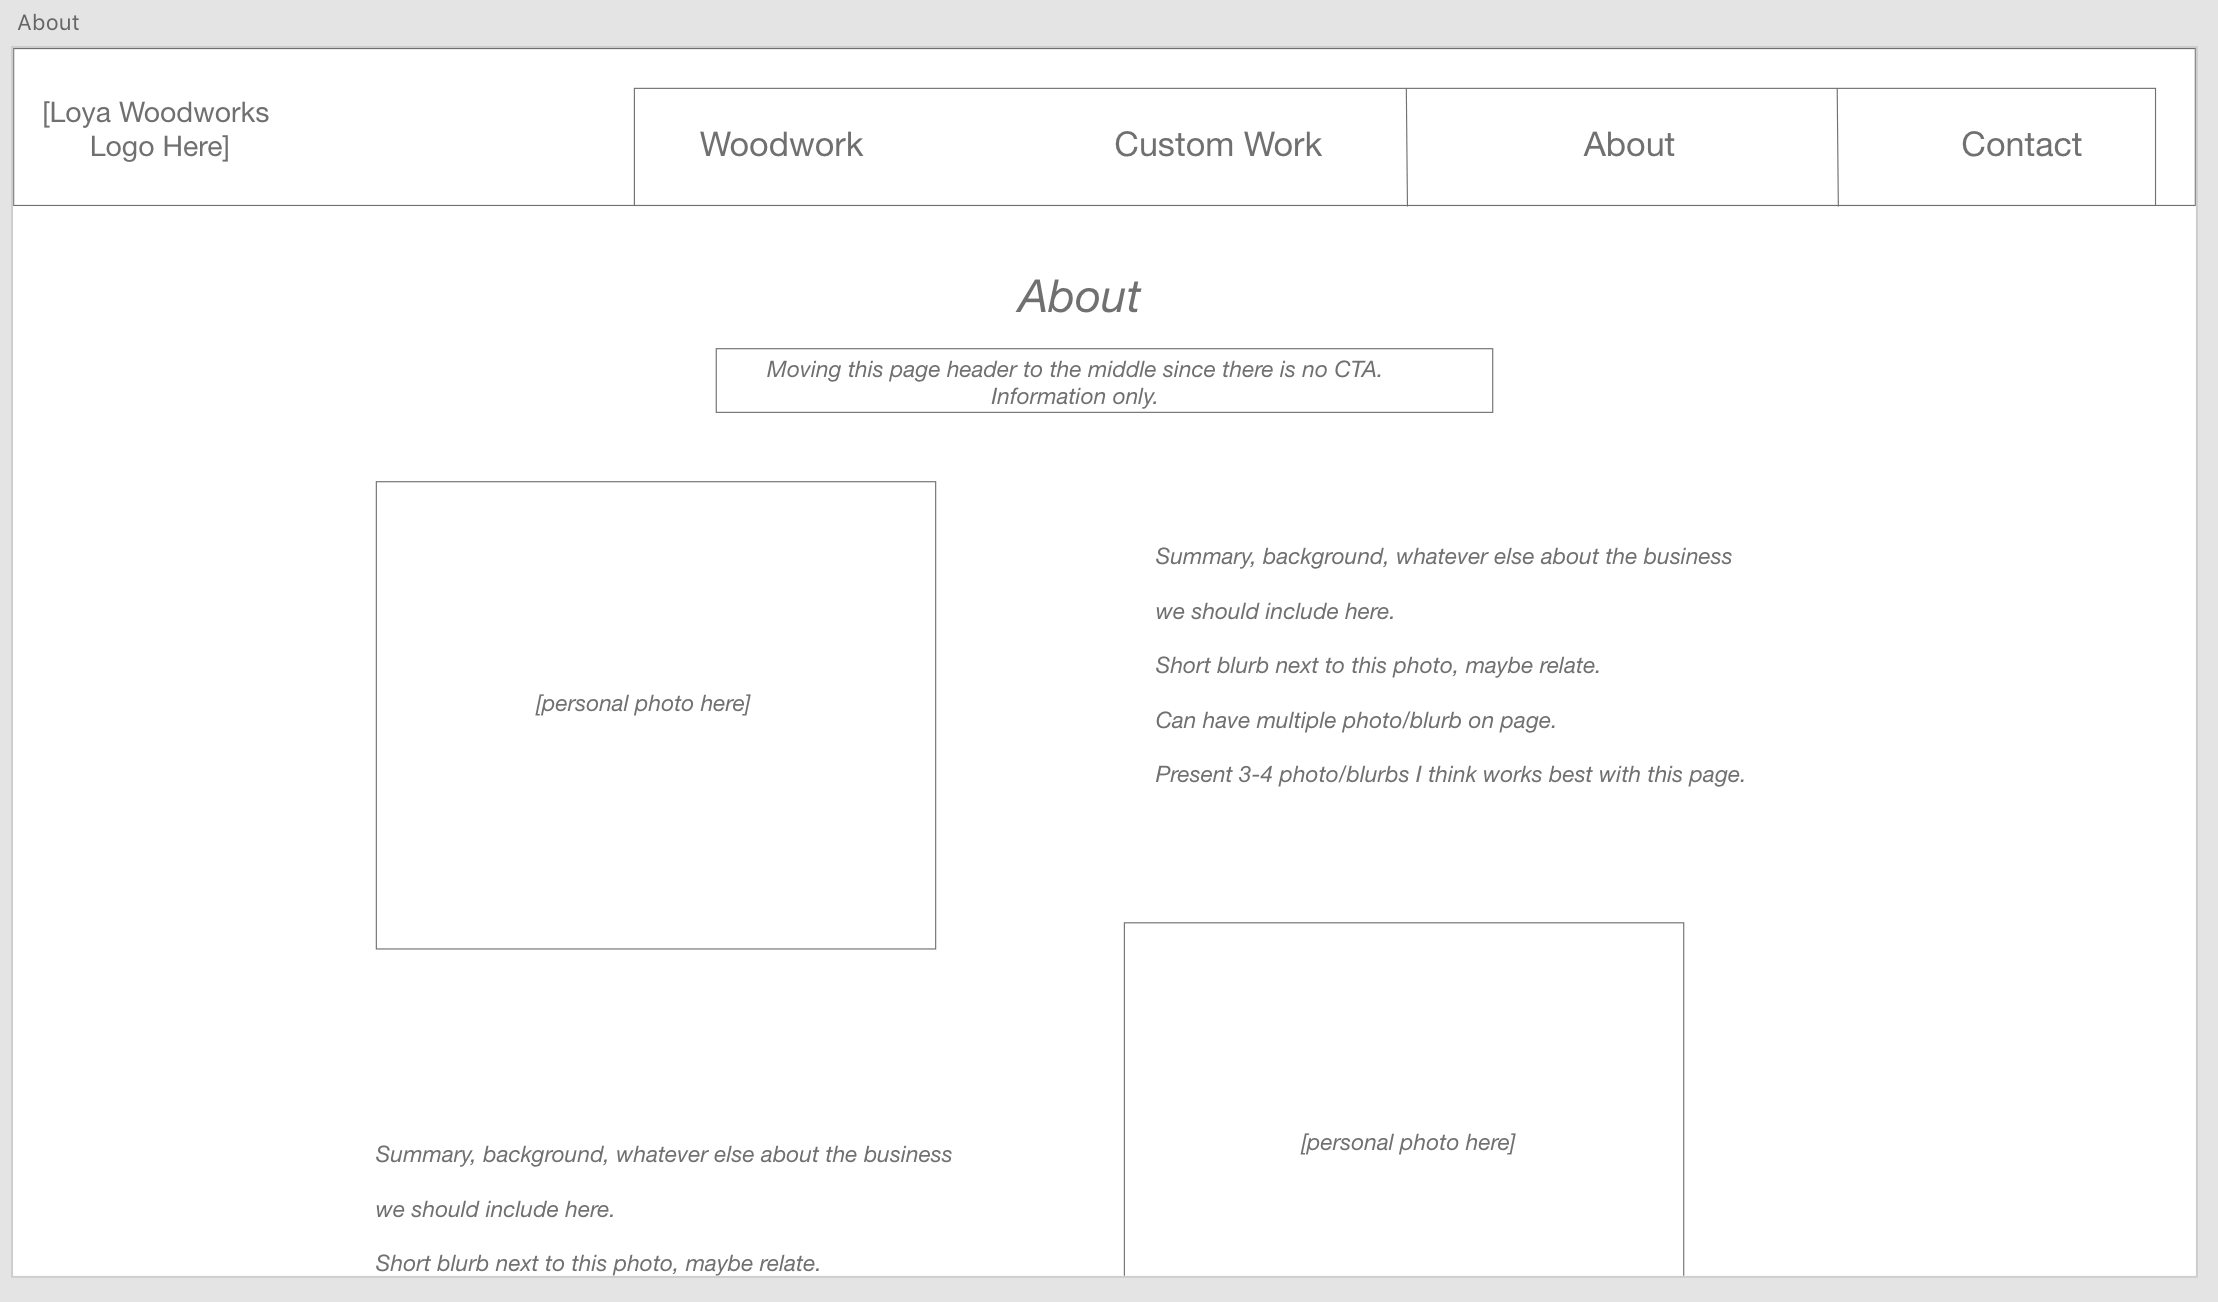 About
[Loya Woodworks
Logo Here]
Woodwork
Custom Work
About
Contact
About
Moving this page header to the middle since there is no CTA.
Information only.
[personal photo here]
Summary, background, whatever else about the business
we should include here.
Short blurb next to this photo, maybe relate.
Can have multiple photo/blurb on page.
Present 3-4 photo/blurbs I think works best with this page.
[personal photo here]
Summary, background, whatever else about the business
we should include here.
Short blurb next to this photo, maybe relate.